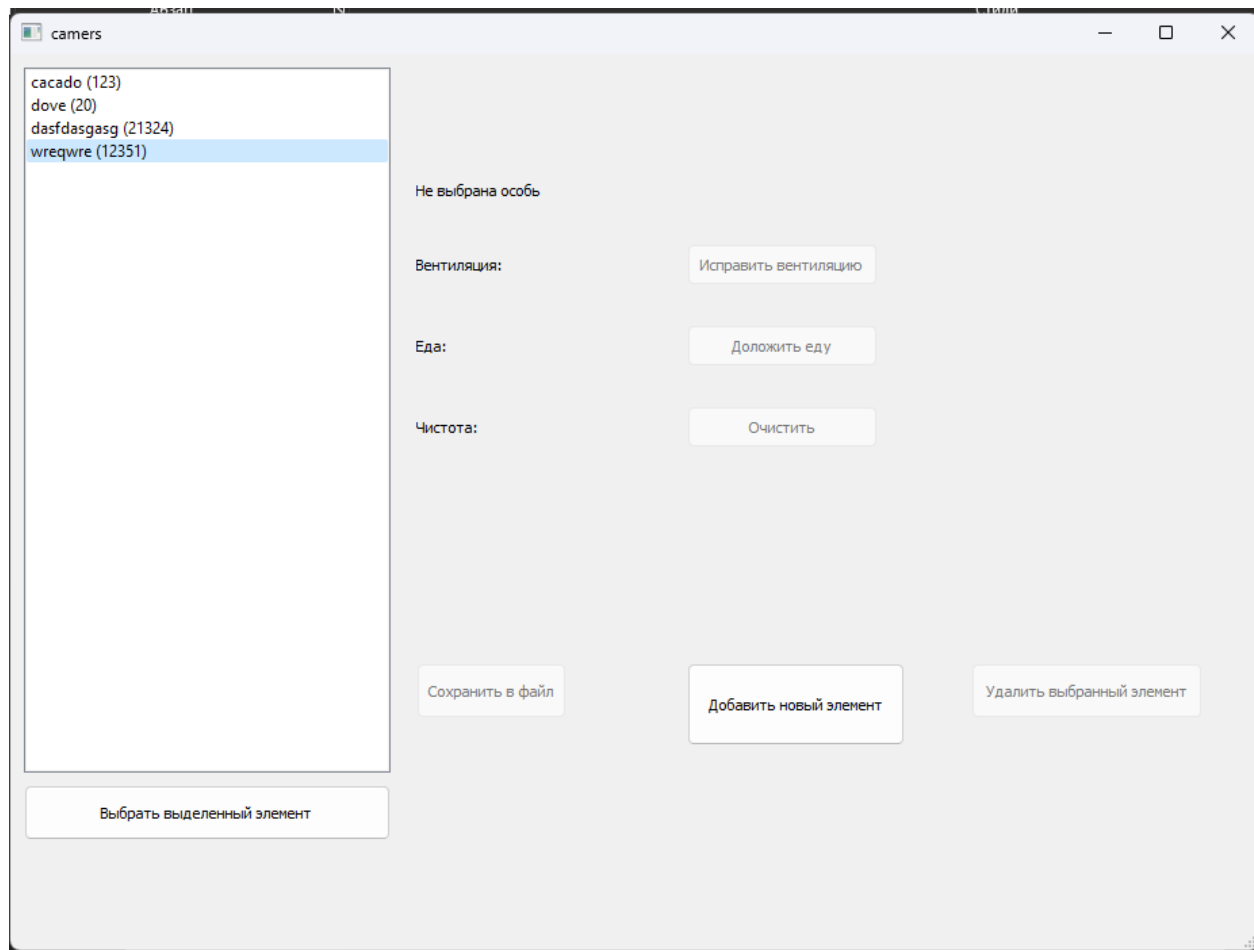 camers
cacado (123)
dove (20)
dasfdasgasg (21324)
wreqwre (12351)
Не выбрана особь
Вентиляция:
Исправить вентиляцию
Еда:
Доложить еду
Чистота:
Очистить
Сохранить в файл
Добавить новый элемент
Удалить выбранный элемент
Выбрать выделенный элемент